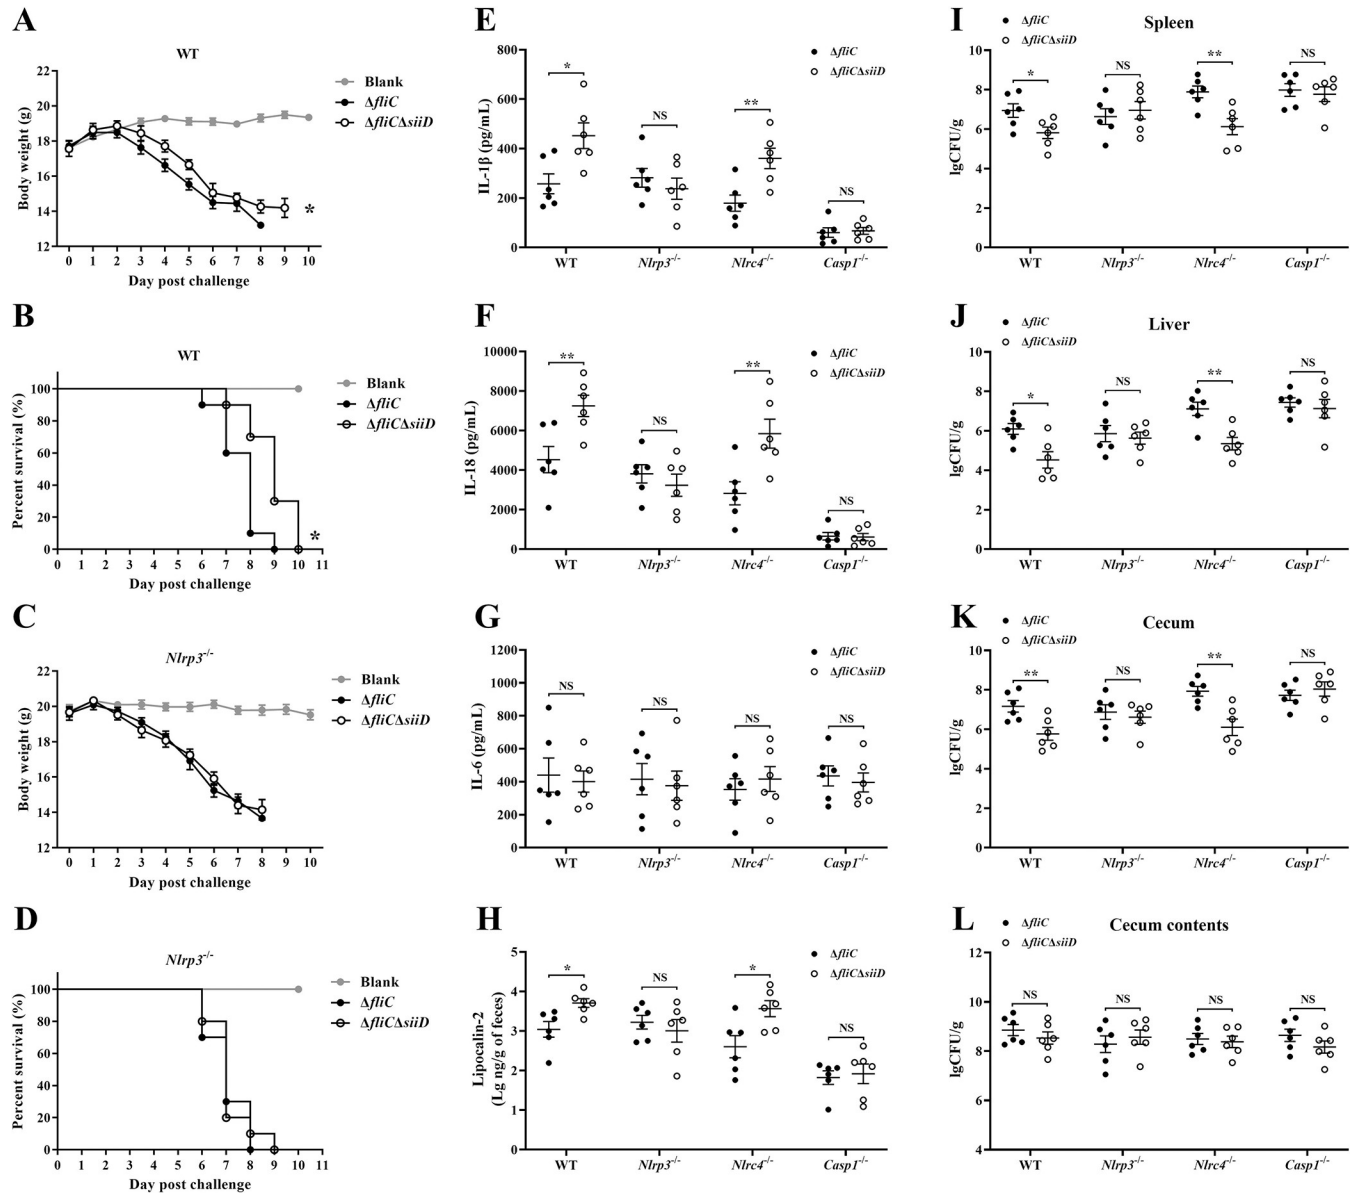 A
WT
Body weight (g)
22
20
18
16
14
12
0 1 2 3 4 5 6 7 8 9 10
Day post challenge
Blank
ΔfliC
ΔfliCΔsiiD
*
B
WT
Percent survival (%)
100
80
60
40
20
0
0 1 2 3 4 5 6 7 8 9 10 11
Day post challenge
Blank
ΔfliC
ΔfliCΔsiiD
*
C
Nlrp3-/-
Body weight (g)
22
20
18
16
14
12
0 1 2 3 4 5 6 7 8 9 10
Day post challenge
Blank
ΔfliC
ΔfliCΔsiiD
D
Nlrp3-/-
Percent survival (%)
100
80
60
40
20
0
0 1 2 3 4 5 6 7 8 9 10 11
Day post challenge
Blank
ΔfliC
ΔfliCΔsiiD
E
ΔfliC
ΔfliCΔsiiD
IL-1β (pg/mL)
800
600
400
200
0
* NS ** NS
WT Nlrp3-/- Nlrc4-/- Casp1-/-
F
ΔfliC
ΔfliCΔsiiD
IL-18 (pg/mL)
10000
8000
6000
4000
2000
0
** NS ** NS
WT Nlrp3-/- Nlrc4-/- Casp1-/-
G
ΔfliC
ΔfliCΔsiiD
IL-6 (pg/mL)
1200
1000
800
600
400
200
0
NS NS NS NS
WT Nlrp3-/- Nlrc4-/- Casp1-/-
H
ΔfliC
ΔfliCΔsiiD
Lipocalin-2
(Lg ng/g of feces)
5
4
3
2
1
0
* NS * NS
WT Nlrp3-/- Nlrc4-/- Casp1-/-
I
ΔfliC
ΔfliCΔsiiD
Spleen
lgCFU/g
10
8
6
4
2
0
* NS ** NS
WT Nlrp3-/- Nlrc4-/- Casp1-/-
J
ΔfliC
ΔfliCΔsiiD
Liver
lgCFU/g
10
8
6
4
2
0
* NS ** NS
WT Nlrp3-/- Nlrc4-/- Casp1-/-
K
ΔfliC
ΔfliCΔsiiD
Cecum
lgCFU/g
10
8
6
4
2
0
** NS ** NS
WT Nlrp3-/- Nlrc4-/- Casp1-/-
L
ΔfliC
ΔfliCΔsiiD
Cecum contents
lgCFU/g
12
10
8
6
4
NS NS NS NS
WT Nlrp3-/- Nlrc4-/- Casp1-/-